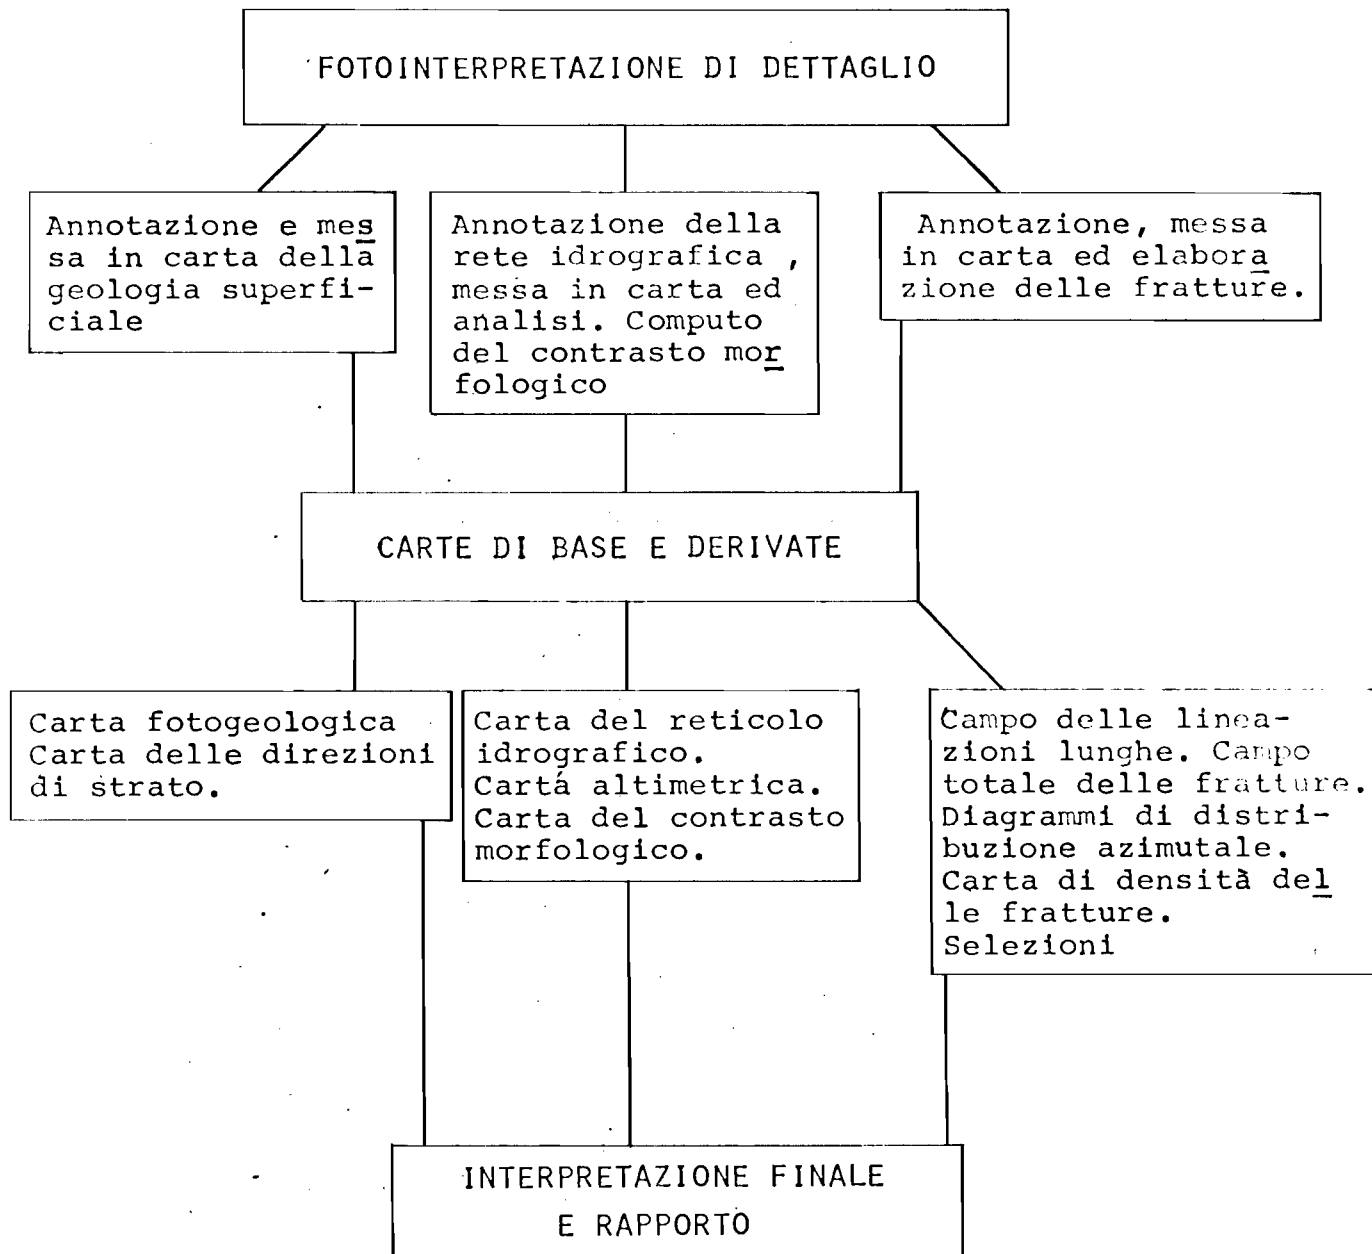 FOTOINTERPRETAZIONE DI DETTAGLIO
Annotazione e mes
sa in carta della
geologia superfi-
ciale
Annotazione della
rete idrografica ,
messa in carta ed
analisi. Computo
del contrasto mor
fologico
Annotazione, messa
in carta ed elabora
zione delle fratture.
CARTE DI BASE E DERIVATE
Carta fotogeologica
Carta delle direzioni
di strato.
Carta del reticolo
idrografico.
Cartá altimetrica.
Carta del contrasto
morfologico.
Campo delle linea-
zioni lunghe. Campo
totale delle fratture.
Diagrammi di distri-
buzione azimutale.
Carta di densità del
le fratture.
Selezioni
INTERPRETAZIONE FINALE
E RAPPORTO